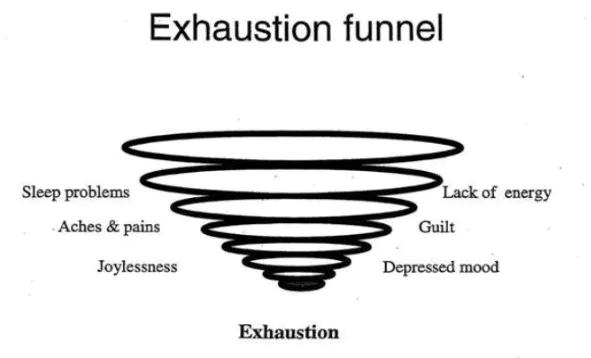 Exhaustion funnel
Sleep problems
Lack of energy
Aches & pains
Guilt
Joylessness
Depressed mood
Exhaustion